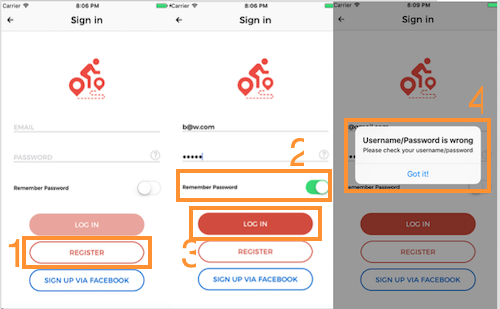 Carrier 8:06 PM
Sign in
EMAIL
PASSWORD
Remember Password
LOG IN
1
REGISTER
SIGN UP VIA FACEBOOK
Carrier 8:06 PM
Sign in
b@w.com
•••••
2
Remember Password
LOG IN
3
REGISTER
SIGN UP VIA FACEBOOK
Carrier 8:09 PM
Sign in
4
Username/Password is wrong
Please check your username/password
Got it!
Remember Password
LOG IN
REGISTER
SIGN UP VIA FACEBOOK